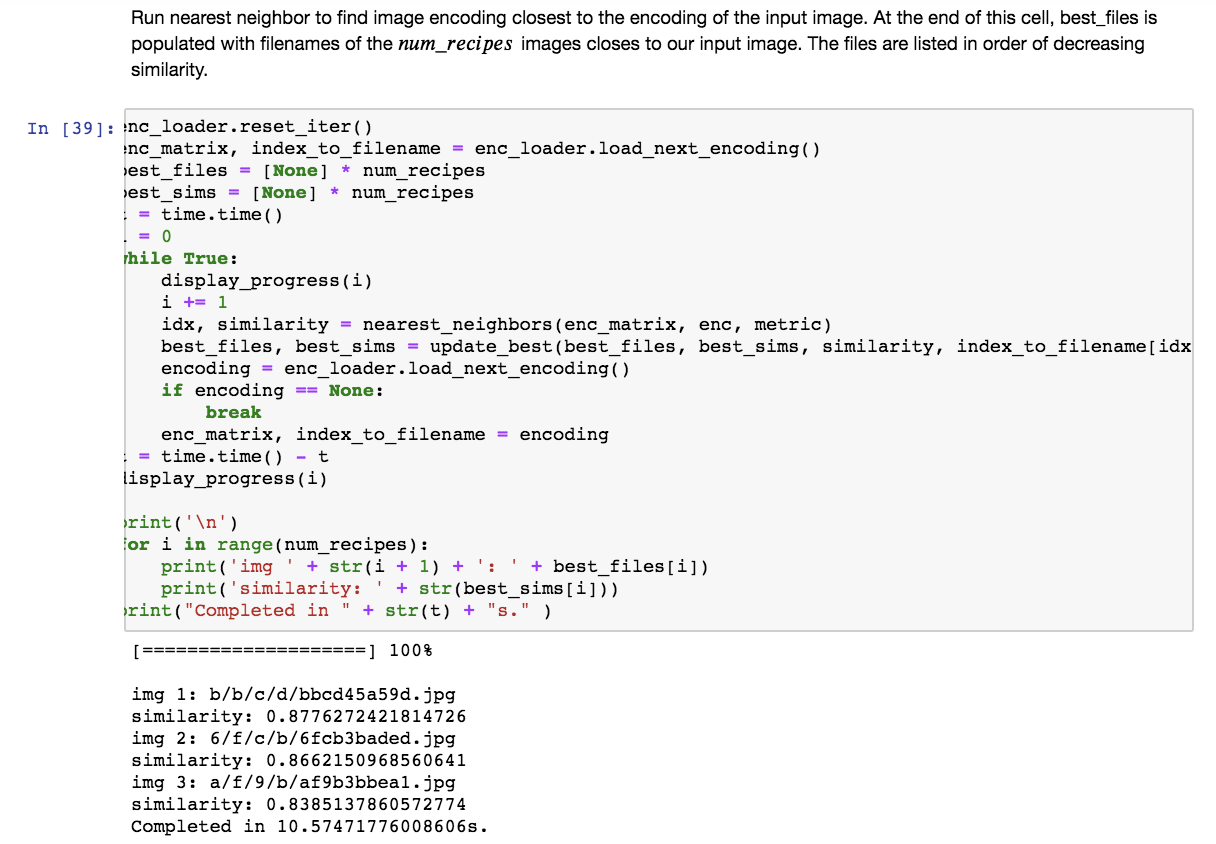 Run nearest neighbor to find image encoding closest to the encoding of the input image. At the end of this cell, best_files is
populated with filenames of the num_recipes images closes to our input image. The files are listed in order of decreasing
similarity.
In [39]: enc_loader.reset_iter()
enc_matrix, index_to_filename = enc_loader.load_next_encoding()
best_files = [None] * num_recipes
best_sims = [None] * num_recipes
t = time.time()
i = 0
while True:
    display_progress(i)
    i += 1
    idx, similarity = nearest_neighbors(enc_matrix, enc, metric)
    best_files, best_sims = update_best(best_files, best_sims, similarity, index_to_filename[idx
    encoding = enc_loader.load_next_encoding()
    if encoding == None:
        break
    enc_matrix, index_to_filename = encoding
t = time.time() - t
display_progress(i)
print('\n')
for i in range(num_recipes):
    print('img ' + str(i + 1) + ': ' + best_files[i])
    print('similarity: ' + str(best_sims[i]))
print("Completed in " + str(t) + "s." )
[====================] 100%
img 1: b/b/c/d/bbcd45a59d.jpg
similarity: 0.8776272421814726
img 2: 6/f/c/b/6fcb3baded.jpg
similarity: 0.8662150968560641
img 3: a/f/9/b/af9b3bbea1.jpg
similarity: 0.8385137860572774
Completed in 10.57471776008606s.